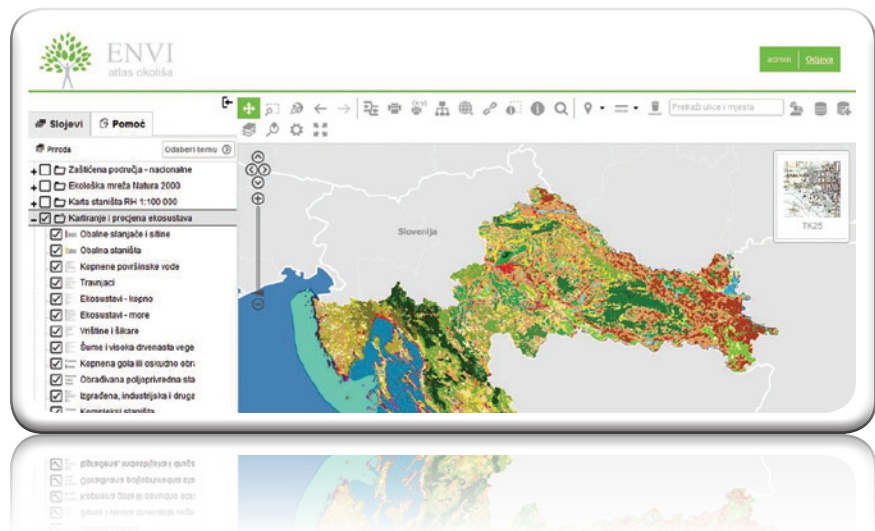 ENVI
atlas okoliša
admin Odjava
Slojevi Pomoć
Pretraži ulice i mjesta
Priroda Odaberi temu
Zaštićena područja - nacionalne
Ekološka mreža Natura 2000
Karta staništa RH 1:100 000
Kartiranje i procjena ekosustava
Obalne slanjače i sitine
Obalna staništa
Kopnene površinske vode
Travnjaci
Ekosustavi - kopno
Ekosustavi - more
Vrištine i šikare
Šume i visoka drvenasta vege
Kopnena gola ili oskudno obra
Obrađivana poljoprivredna sta
Izgrađena, industrijska i druga
Kompleksi staništa
Slovenija
TK25